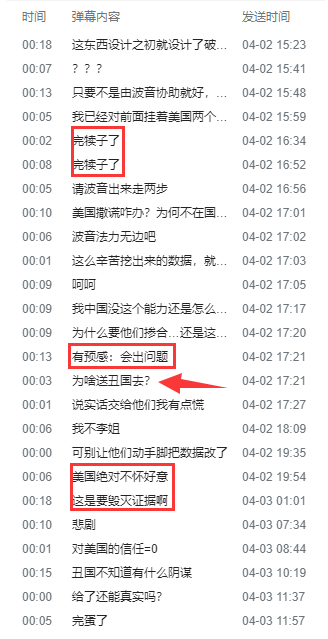 时间 弹幕内容 发送时间
00:18 这东西设计之初就设计了破... 04-02 15:23
00:07 ？？？ 04-02 15:41
00:13 只要不是由波音协助就好，... 04-02 15:48
00:05 我已经对前面挂着美国两个... 04-02 15:59
00:02 完犊子了 04-02 16:34
00:08 完犊子了 04-02 16:52
00:05 请波音出来走两步 04-02 16:56
00:10 美国撒谎咋办？为何不在国... 04-02 17:01
00:06 波音法力无边吧 04-02 17:02
00:01 这么辛苦挖出来的数据，就... 04-02 17:03
00:09 呵呵 04-02 17:05
00:09 我中国没这个能力还是怎么... 04-02 17:17
00:09 为什么要他们掺合...还是这... 04-02 17:20
00:13 有预感：会出问题 04-02 17:21
00:03 为啥送丑国去？ 04-02 17:21
00:01 说实话交给他们我有点慌 04-02 17:27
00:06 我不李姐 04-02 18:09
00:00 可别让他们动手脚把数据改了 04-02 19:35
00:06 美国绝对不怀好意 04-02 19:54
00:18 这是要毁灭证据啊 04-03 01:01
00:10 悲剧 04-03 07:34
00:01 对美国的信任=0 04-03 08:44
00:15 丑国不知道有什么阴谋 04-03 10:19
00:00 给了还能真实吗？ 04-03 11:37
00:05 完蛋了 04-03 11:57